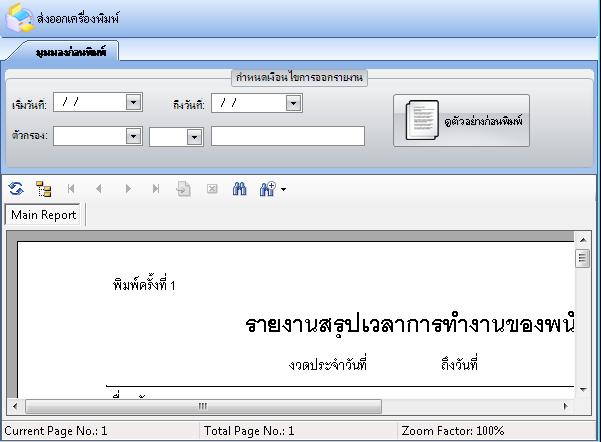 ส่งออกเครื่องพิมพ์
มุมมองก่อนพิมพ์
กำหนดเงือนไขการออกรายงาน
เริ่มวันที่: / / ถึงวันที่: / /
ตัวกรอง:
ดูตัวอย่างก่อนพิมพ์
Main Report
พิมพ์ครั้งที่ 1
รายงานสรุปเวลาการทำงานของพนั
งวดประจำวันที่ ถึงวันที่
Current Page No.: 1 Total Page No.: 1 Zoom Factor: 100%